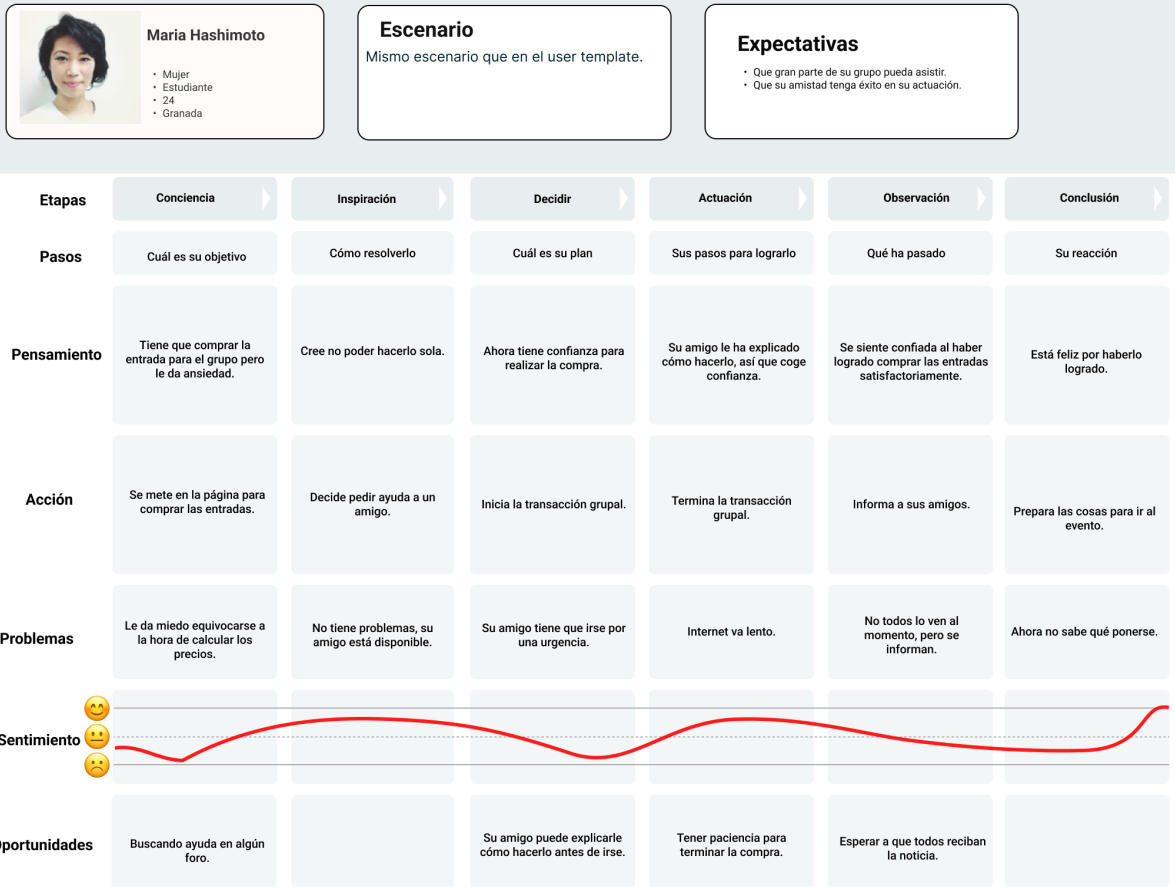 Maria Hashimoto
• Mujer
• Estudiante
• 24
• Granada
Escenario
Mismo escenario que en el user template.
Expectativas
• Que gran parte de su grupo pueda asistir.
• Que su amistad tenga éxito en su actuación.
Etapas
Conciencia
Inspiración
Decidir
Actuación
Observación
Conclusión
Pasos
Cuál es su objetivo
Cómo resolverlo
Cuál es su plan
Sus pasos para lograrlo
Qué ha pasado
Su reacción
Pensamiento
Tiene que comprar la
entrada para el grupo pero
le da ansiedad.
Cree no poder hacerlo sola.
Ahora tiene confianza para
realizar la compra.
Su amigo le ha explicado
cómo hacerlo, así que coge
confianza.
Se siente confiada al haber
logrado comprar las entradas
satisfactoriamente.
Está feliz por haberlo
logrado.
Acción
Se mete en la página para
comprar las entradas.
Decide pedir ayuda a un
amigo.
Inicia la transacción grupal.
Termina la transacción
grupal.
Informa a sus amigos.
Prepara las cosas para ir al
evento.
Problemas
Le da miedo equivocarse a
la hora de calcular los
precios.
No tiene problemas, su
amigo está disponible.
Su amigo tiene que irse por
una urgencia.
Internet va lento.
No todos lo ven al
momento, pero se
informan.
Ahora no sabe qué ponerse.
Sentimiento
Oportunidades
Buscando ayuda en algún
foro.
Su amigo puede explicarle
cómo hacerlo antes de irse.
Tener paciencia para
terminar la compra.
Esperar a que todos reciban
la noticia.